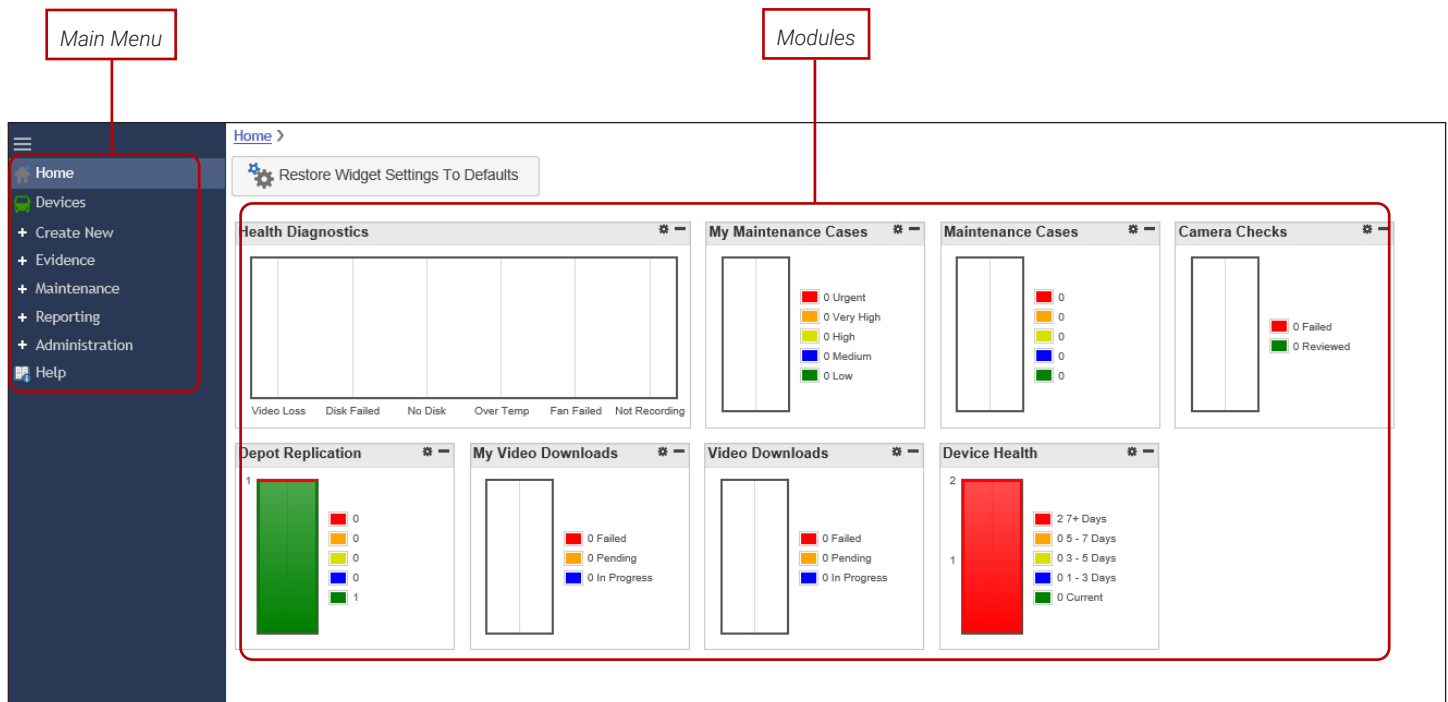 Main Menu
Modules
Home
Devices
+ Create New
+ Evidence
+ Maintenance
+ Reporting
+ Administration
Help
Home >
Restore Widget Settings To Defaults
Health Diagnostics
Video Loss Disk Failed No Disk Over Temp Fan Failed Not Recording
My Maintenance Cases
0 Urgent
0 Very High
0 High
0 Medium
0 Low
Maintenance Cases
0
0
0
0
0
Camera Checks
0 Failed
0 Reviewed
Depot Replication
1
0
0
0
0
1
My Video Downloads
0 Failed
0 Pending
0 In Progress
Video Downloads
0 Failed
0 Pending
0 In Progress
Device Health
2
1
2 7+ Days
0 5 - 7 Days
0 3 - 5 Days
0 1 - 3 Days
0 Current